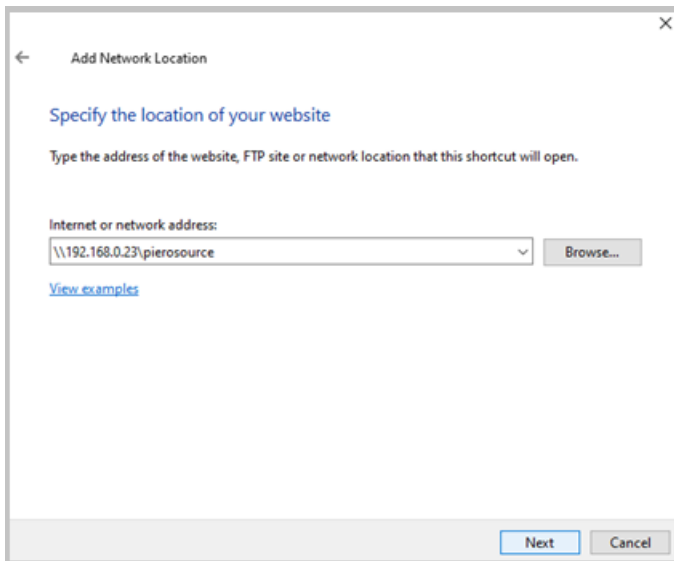 Add Network Location
Specify the location of your website
Type the address of the website, FTP site or network location that this shortcut will open.
Internet or network address:
\\192.168.0.23\pierosource
Browse...
View examples
Next
Cancel